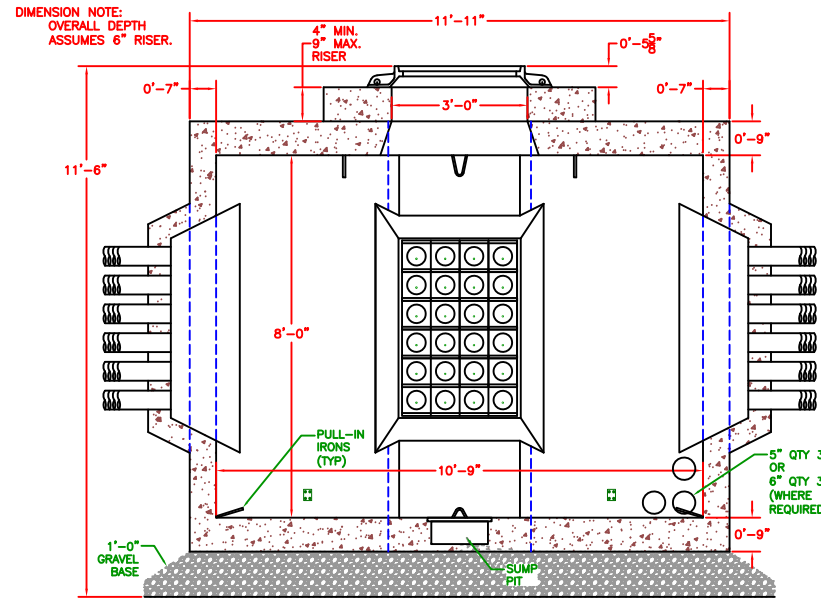 DIMENSION NOTE:
OVERALL DEPTH
ASSUMES 6" RISER.
11'-11"
4" MIN.
9" MAX.
RISER
0'-5 5/8"
0'-7"
3'-0"
0'-7"
0'-9"
11'-6"
8'-0"
PULL-IN
IRONS
(TYP)
10'-9"
5" QTY 3
OR
6" QTY 3
(WHERE
REQUIRED
0'-9"
1'-0"
GRAVEL
BASE
SUMP
PIT